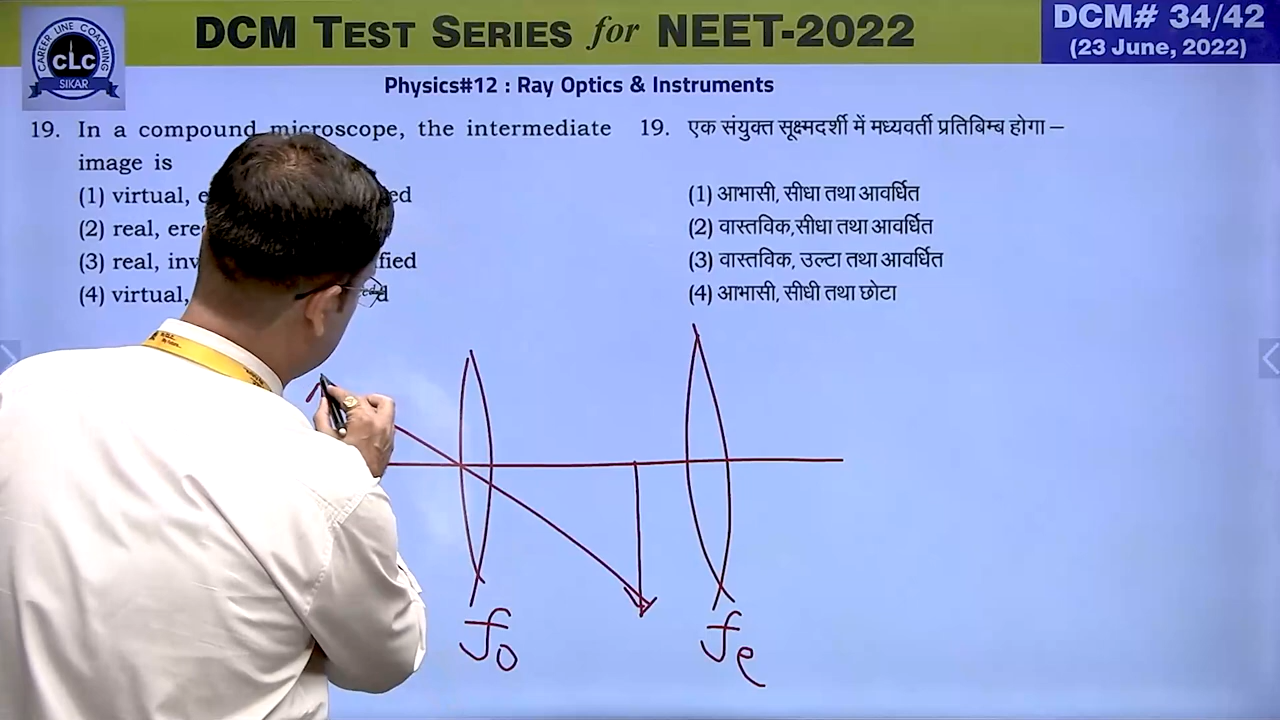 DCM TEST SERIES for NEET-2022
DCM# 34/42
(23 June, 2022)
CAREER LINE COACHING
CLC
SIKAR
Physics#12 : Ray Optics & Instruments
19. In a compound microscope, the intermediate
image is
(1) virtual,
(2) real,
(3) real,
(4) virtual,
19. एक संयुक्त सूक्ष्मदर्शी में मध्यवर्ती प्रतिबिम्ब होगा –
(1) आभासी, सीधा तथा आवर्धित
(2) वास्तविक,सीधा तथा आवर्धित
(3) वास्तविक, उल्टा तथा आवर्धित
(4) आभासी, सीधी तथा छोटा
fo
fe